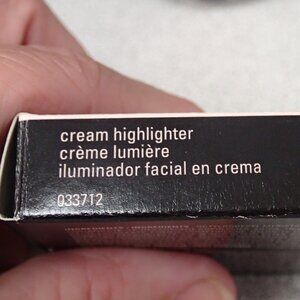 cream highlighter
crème lumière
iluminador facial en crema
033712